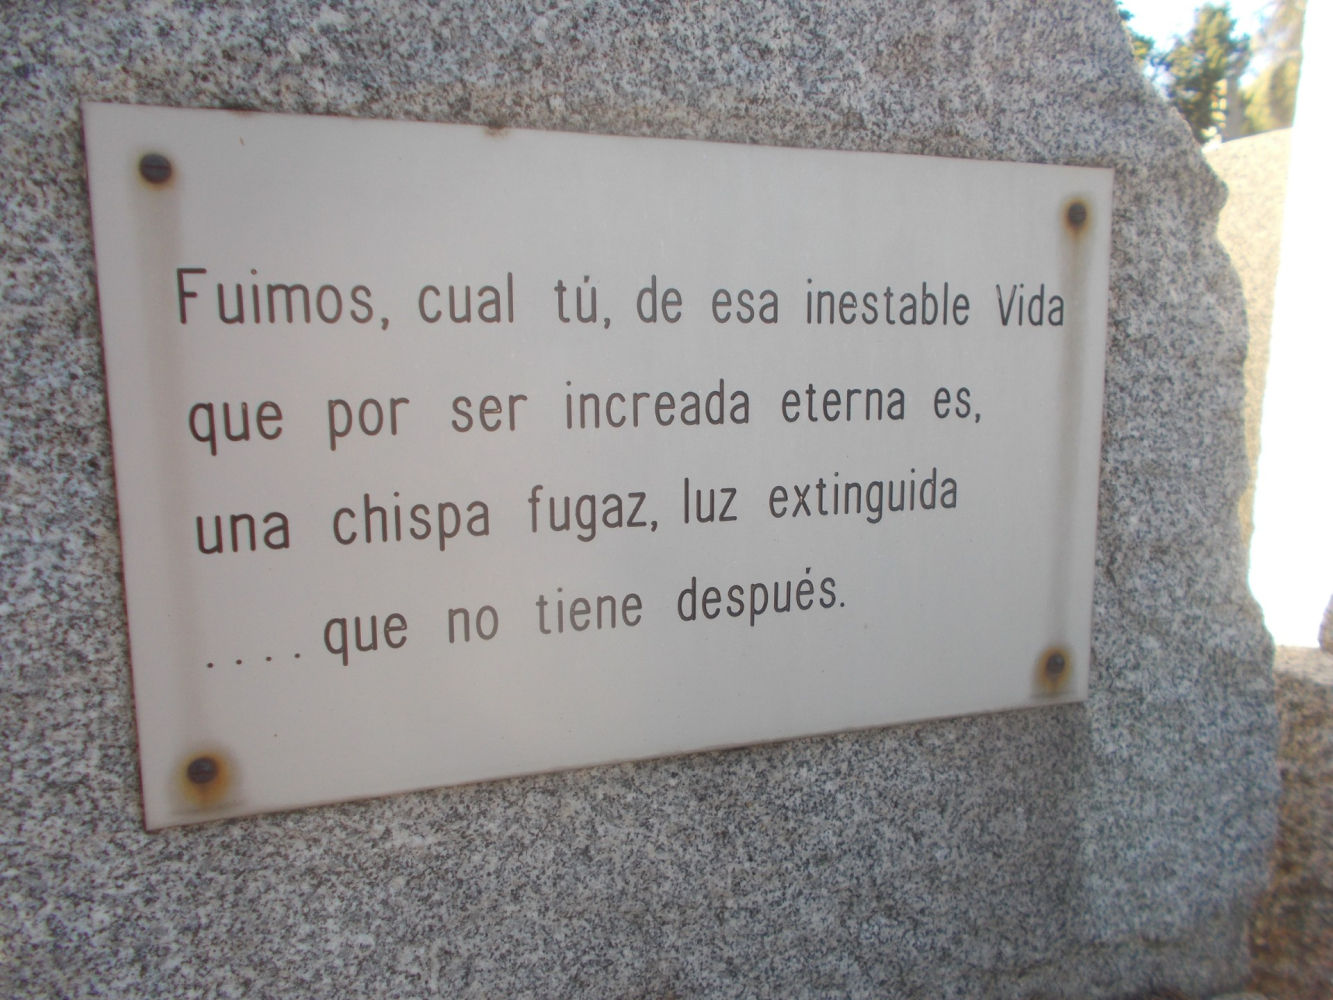 Fuimos, cual tú, de esa inestable Vida
que por ser increada eterna es,
una chispa fugaz, luz extinguida
.... que no tiene después.